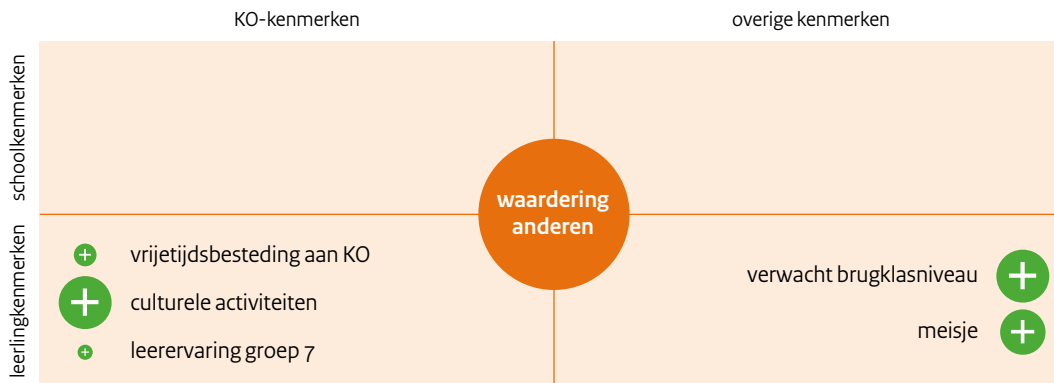 KO-kenmerken
overige kenmerken
schoolkenmerken
waardering
anderen
leerlingkenmerken
+ vrijetijdsbesteding aan KO
+ culturele activiteiten
+ leerervaring groep 7
verwacht brugklasniveau +
meisje +